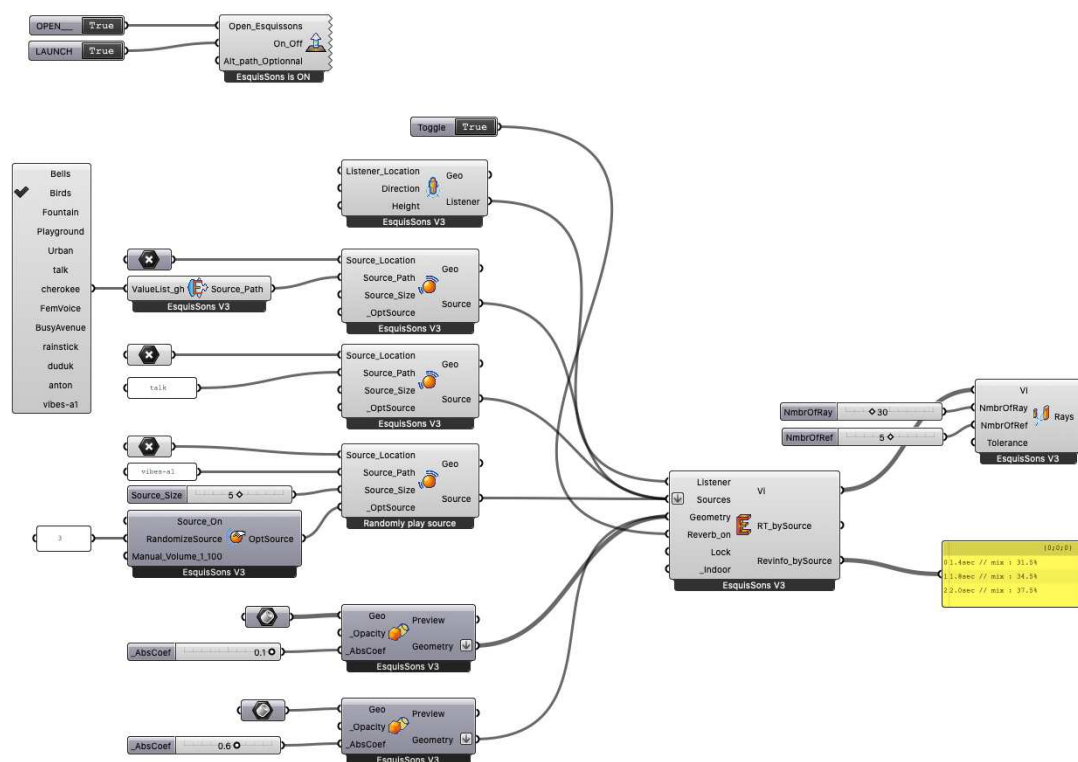 OPEN__ True
LAUNCH True
Open_Esquissons
On_Off
Alt_path_Optionnal
EsquisSons is ON
Toggle True
Bells
Birds
Fountain
Playground
Urban
talk
cherokee
FemVoice
BusyAvenue
rainstick
duduk
anton
vibes-a1
Listener_Location
Direction
Height
Geo
Listener
EsquisSons V3
ValueList_gh Source_Path
EsquisSons V3
Source_Location
Source_Path
Source_Size
_OptSource
Geo
Source
EsquisSons V3
talk
Source_Location
Source_Path
Source_Size
_OptSource
Geo
Source
EsquisSons V3
vibes-a1
Source_Size 5
Source_Location
Source_Path
Source_Size
_OptSource
Geo
Source
Randomly play source
3
Source_On
RandomizeSource
Manual_Volume_1_100
OptSource
EsquisSons V3
_AbsCoef 0.1
Geo
_Opacity
_AbsCoef
Preview
Geometry
EsquisSons V3
_AbsCoef 0.6
Geo
_Opacity
_AbsCoef
Preview
Geometry
EsquisSons V3
Listener
Sources
Geometry
Reverb_on
Lock
_Indoor
VI
RT_bySource
RevInfo_bySource
EsquisSons V3
NmbrOfRay 30
NmbrOfRef 5
VI
NmbrOfRay
NmbrOfRef
Tolerance
Rays
EsquisSons V3
{0;0;0}
0 1.4sec // mix : 31.5%
1 1.8sec // mix : 34.5%
2 2.0sec // mix : 37.5%